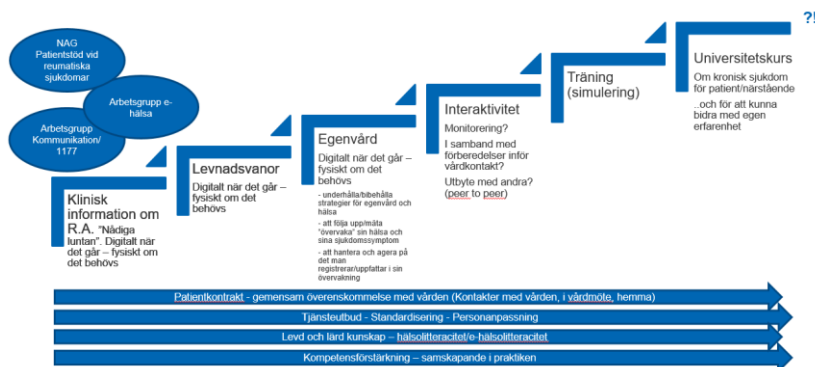 ?!
NAG
Patientstöd vid
reumatiska
sjukdomar
Arbetsgrupp e-
hälsa
Arbetsgrupp
Kommunikation/
1177
Klinisk
information om
R.A. "Nådiga
luntan". Digitalt när
det går – fysiskt om
det behövs
Levnadsvanor
Digitalt när det går –
fysiskt om det
behövs
Egenvård
Digitalt när det går –
fysiskt om det
behövs
- underhålla/bibehålla
strategier för egenvård och
hälsa
- att följa upp/mäta
"övervaka" sin hälsa och
sina sjukdomssymptom
- att hantera och agera på
det man
registrerar/uppfattar i sin
övervakning
Interaktivitet
Monitorering?
I samband med
förberedelser inför
vårdkontakt?
Utbyte med andra?
(peer to peer)
Träning
(simulering)
Universitetskurs
Om kronisk sjukdom
för patient/närstående
..och för att kunna
bidra med egen
erfarenhet
Patientkontrakt - gemensam överenskommelse med vården (Kontakter med vården, i vårdmöte, hemma)
Tjänsteutbud - Standardisering - Personanpassning
Levd och lärd kunskap – hälsolitteracitet/e-hälsolitteracitet
Kompetensförstärkning – samskapande i praktiken